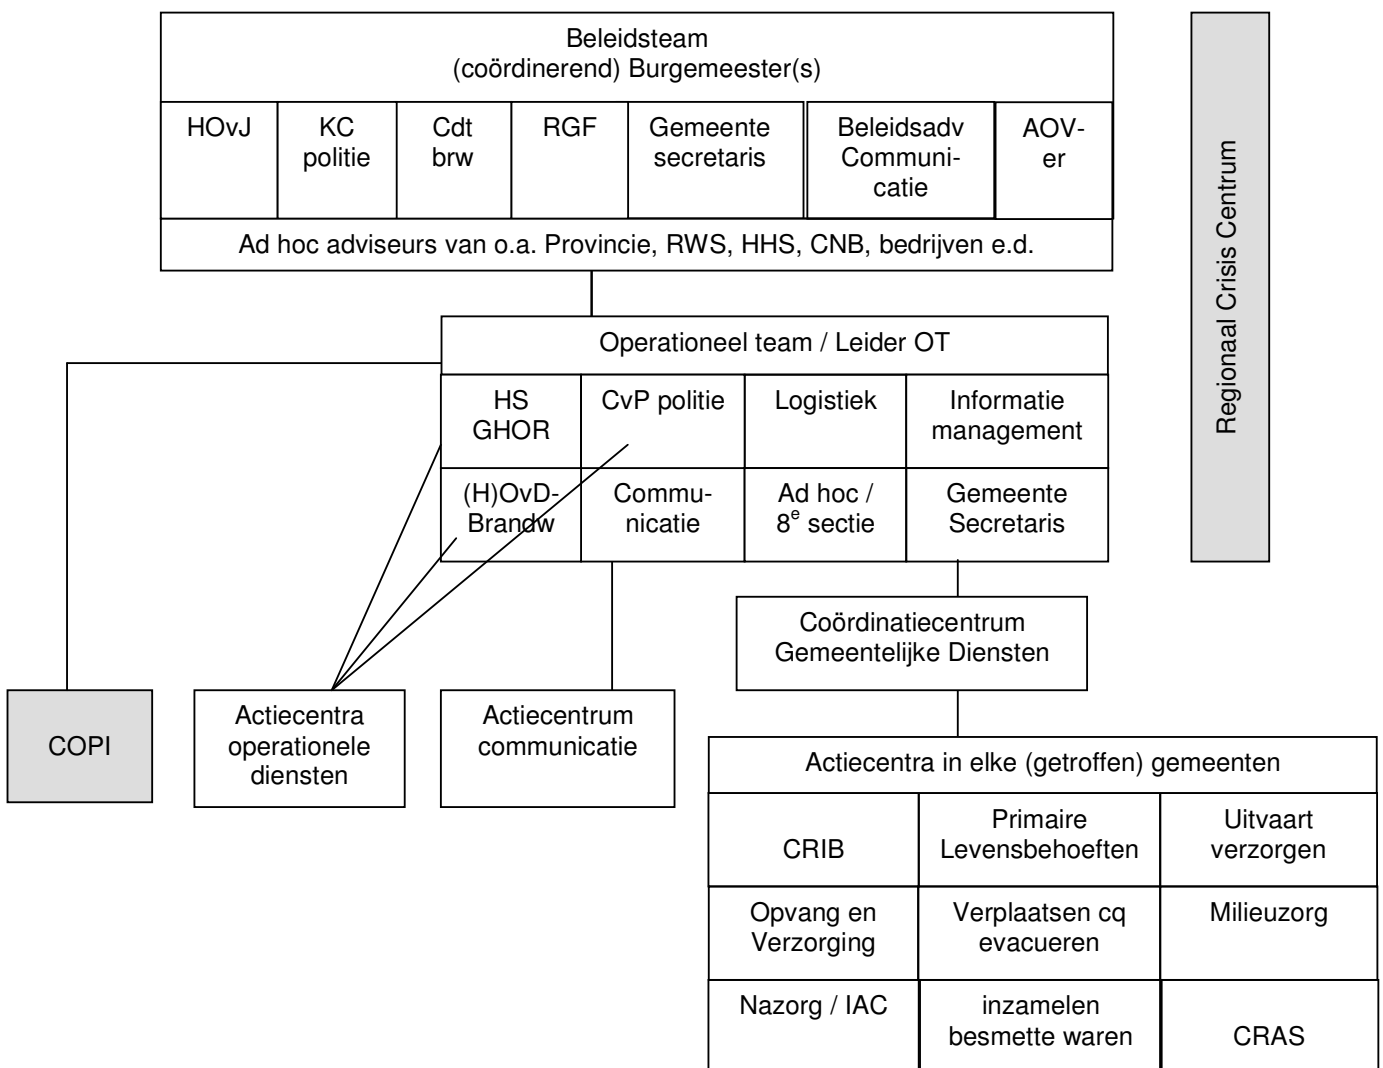 Beleidsteam
(coördinerend) Burgemeester(s)
HOvJ
KC
politie
Cdt
brw
RGF
Gemeente
secretaris
Beleidsadv
Communi-
catie
AOV-
er
Ad hoc adviseurs van o.a. Provincie, RWS, HHS, CNB, bedrijven e.d.
Regionaal Crisis Centrum
Operationeel team / Leider OT
HS
GHOR
CvP politie
Logistiek
Informatie
management
(H)OvD-
Brandw
Commu-
nicatie
Ad hoc /
8e sectie
Gemeente
Secretaris
Coördinatiecentrum
Gemeentelijke Diensten
COPI
Actiecentra
operationele
diensten
Actiecentrum
communicatie
Actiecentra in elke (getroffen) gemeenten
CRIB
Primaire
Levensbehoeften
Uitvaart
verzorgen
Opvang en
Verzorging
Verplaatsen cq
evacueren
Milieuzorg
Nazorg / IAC
inzamelen
besmette waren
CRAS